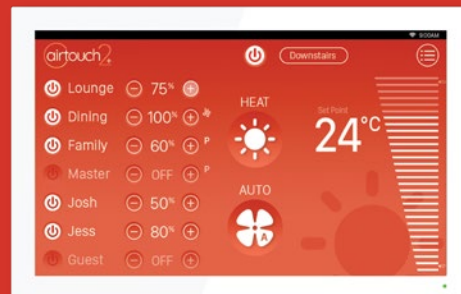 9:00AM
airtouch2+
Downstairs
Lounge 75%
Dining 100%
Family 60% P
Master OFF P
Josh 50%
Jess 80%
Guest OFF
HEAT
Set Point
24°C
AUTO
A